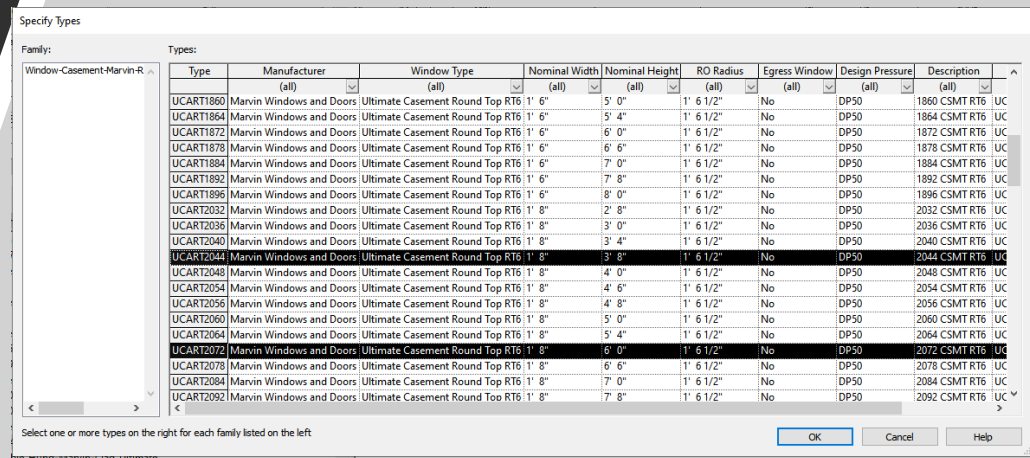 Specify Types
Family: Types:
Window-Casement-Marvin-R
Type Manufacturer Window Type Nominal Width Nominal Height RO Radius Egress Window Design Pressure Description
(all) (all) (all) (all) (all) (all) (all) (all)
UCART1860 Marvin Windows and Doors Ultimate Casement Round Top RT6 1' 6" 5' 0" 1' 6 1/2" No DP50 1860 CSMT RT6 UC
UCART1864 Marvin Windows and Doors Ultimate Casement Round Top RT6 1' 6" 5' 4" 1' 6 1/2" No DP50 1864 CSMT RT6 UC
UCART1872 Marvin Windows and Doors Ultimate Casement Round Top RT6 1' 6" 6' 0" 1' 6 1/2" No DP50 1872 CSMT RT6 UC
UCART1878 Marvin Windows and Doors Ultimate Casement Round Top RT6 1' 6" 6' 6" 1' 6 1/2" No DP50 1878 CSMT RT6 UC
UCART1884 Marvin Windows and Doors Ultimate Casement Round Top RT6 1' 6" 7' 0" 1' 6 1/2" No DP50 1884 CSMT RT6 UC
UCART1892 Marvin Windows and Doors Ultimate Casement Round Top RT6 1' 6" 7' 8" 1' 6 1/2" No DP50 1892 CSMT RT6 UC
UCART1896 Marvin Windows and Doors Ultimate Casement Round Top RT6 1' 6" 8' 0" 1' 6 1/2" No DP50 1896 CSMT RT6 UC
UCART2032 Marvin Windows and Doors Ultimate Casement Round Top RT6 1' 8" 2' 8" 1' 6 1/2" No DP50 2032 CSMT RT6 UC
UCART2036 Marvin Windows and Doors Ultimate Casement Round Top RT6 1' 8" 3' 0" 1' 6 1/2" No DP50 2036 CSMT RT6 UC
UCART2040 Marvin Windows and Doors Ultimate Casement Round Top RT6 1' 8" 3' 4" 1' 6 1/2" No DP50 2040 CSMT RT6 UC
UCART2044 Marvin Windows and Doors Ultimate Casement Round Top RT6 1' 8" 3' 8" 1' 6 1/2" No DP50 2044 CSMT RT6 UC
UCART2048 Marvin Windows and Doors Ultimate Casement Round Top RT6 1' 8" 4' 0" 1' 6 1/2" No DP50 2048 CSMT RT6 UC
UCART2054 Marvin Windows and Doors Ultimate Casement Round Top RT6 1' 8" 4' 6" 1' 6 1/2" No DP50 2054 CSMT RT6 UC
UCART2056 Marvin Windows and Doors Ultimate Casement Round Top RT6 1' 8" 4' 8" 1' 6 1/2" No DP50 2056 CSMT RT6 UC
UCART2060 Marvin Windows and Doors Ultimate Casement Round Top RT6 1' 8" 5' 0" 1' 6 1/2" No DP50 2060 CSMT RT6 UC
UCART2064 Marvin Windows and Doors Ultimate Casement Round Top RT6 1' 8" 5' 4" 1' 6 1/2" No DP50 2064 CSMT RT6 UC
UCART2072 Marvin Windows and Doors Ultimate Casement Round Top RT6 1' 8" 6' 0" 1' 6 1/2" No DP50 2072 CSMT RT6 UC
UCART2078 Marvin Windows and Doors Ultimate Casement Round Top RT6 1' 8" 6' 6" 1' 6 1/2" No DP50 2078 CSMT RT6 UC
UCART2084 Marvin Windows and Doors Ultimate Casement Round Top RT6 1' 8" 7' 0" 1' 6 1/2" No DP50 2084 CSMT RT6 UC
UCART2092 Marvin Windows and Doors Ultimate Casement Round Top RT6 1' 8" 7' 8" 1' 6 1/2" No DP50 2092 CSMT RT6 UC
Select one or more types on the right for each family listed on the left
OK Cancel Help